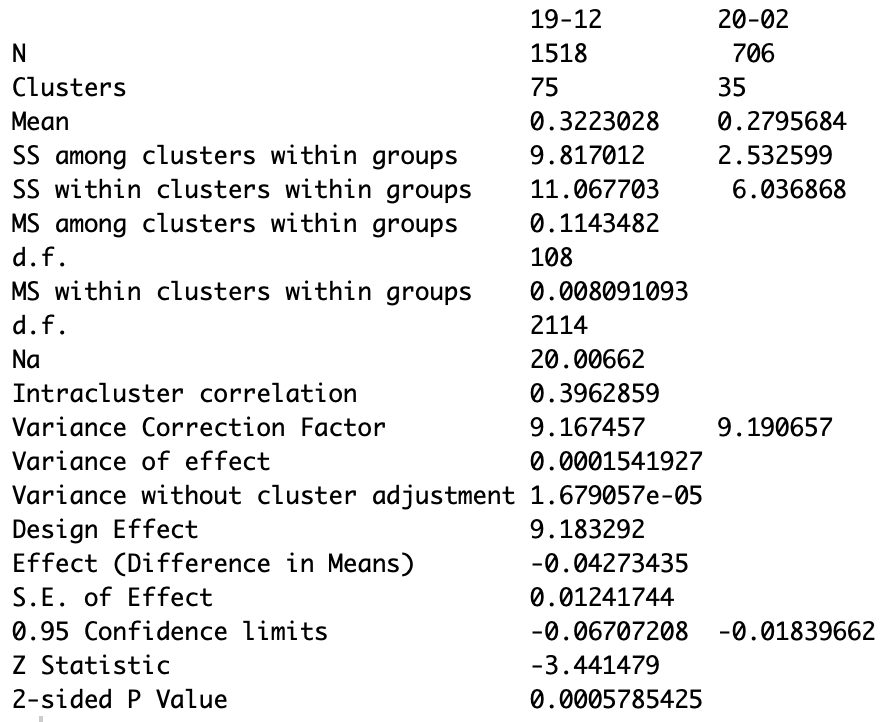 19-12 20-02
N 1518 706
Clusters 75 35
Mean 0.3223028 0.2795684
SS among clusters within groups 9.817012 2.532599
SS within clusters within groups 11.067703 6.036868
MS among clusters within groups 0.1143482
d.f. 108
MS within clusters within groups 0.008091093
d.f. 2114
Na 20.00662
Intracluster correlation 0.3962859
Variance Correction Factor 9.167457 9.190657
Variance of effect 0.0001541927
Variance without cluster adjustment 1.679057e-05
Design Effect 9.183292
Effect (Difference in Means) -0.04273435
S.E. of Effect 0.01241744
0.95 Confidence limits -0.06707208 -0.01839662
Z Statistic -3.441479
2-sided P Value 0.0005785425